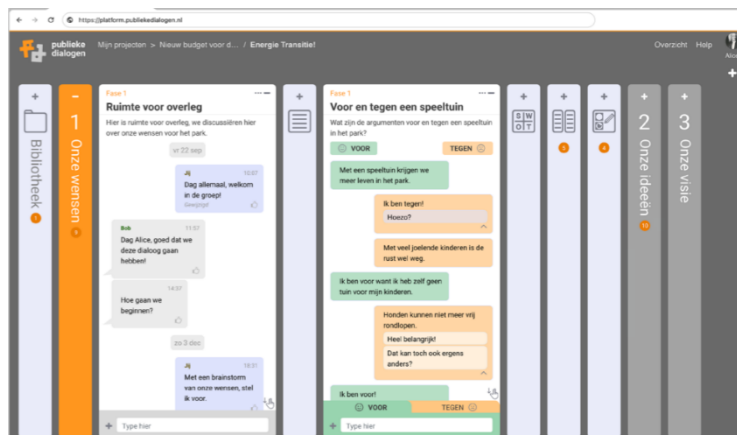 https://platform.publiekedialogen.nl
publieke
dialogen
Mijn projecten > Nieuw budget voor d... / Energie Transitie!
Overzicht Help
Bibliotheek
1
Onze wensen
Fase 1
Ruimte voor overleg
Hier is ruimte voor overleg, we discussiëren hier
over onze wensen voor het park.
vr 22 sep
Jij
Dag allemaal, welkom
in de groep!
Gewijzigd
Bob
Dag Alice, goed dat we
deze dialoog gaan
hebben!
Hoe gaan we
beginnen?
zo 3 dec
Jij
Met een brainstorm
van onze wensen, stel
ik voor.
Type hier
Fase 1
Voor en tegen een speeltuin
Wat zijn de argumenten voor en tegen een speeltuin
in het park?
VOOR
TEGEN
Met een speeltuin krijgen we
meer leven in het park.
Ik ben tegen!
Hoezo?
Met veel joelende kinderen is de
rust wel weg.
Ik ben voor want ik heb zelf geen
tuin voor mijn kinderen.
Honden kunnen niet meer vrij
rondlopen.
Heel belangrijk!
Dat kan toch ook ergens
anders?
Ik ben voor!
VOOR
TEGEN
Type hier
S W
O T
2
Onze ideeën
3
Onze visie